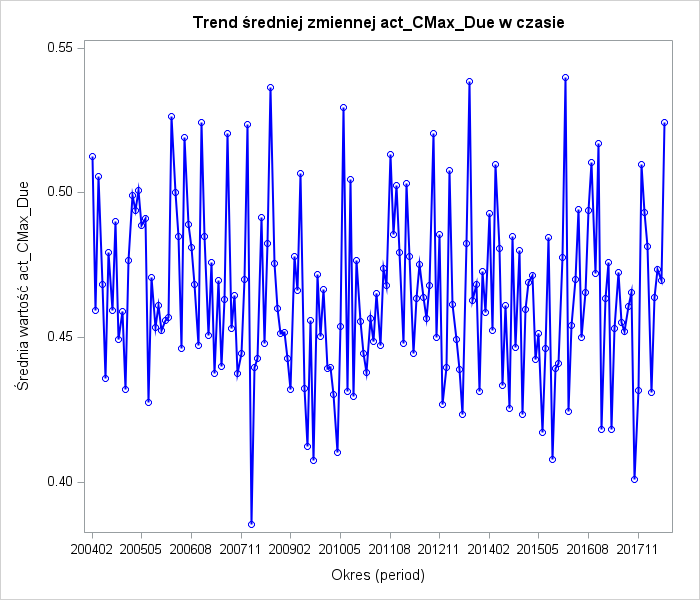 Trend średniej zmiennej act_CMax_Due w czasie
Średnia wartość act_CMax_Due
0.55
0.50
0.45
0.40
200402 200505 200608 200711 200902 201005 201108 201211 201402 201505 201608 201711
Okres (period)